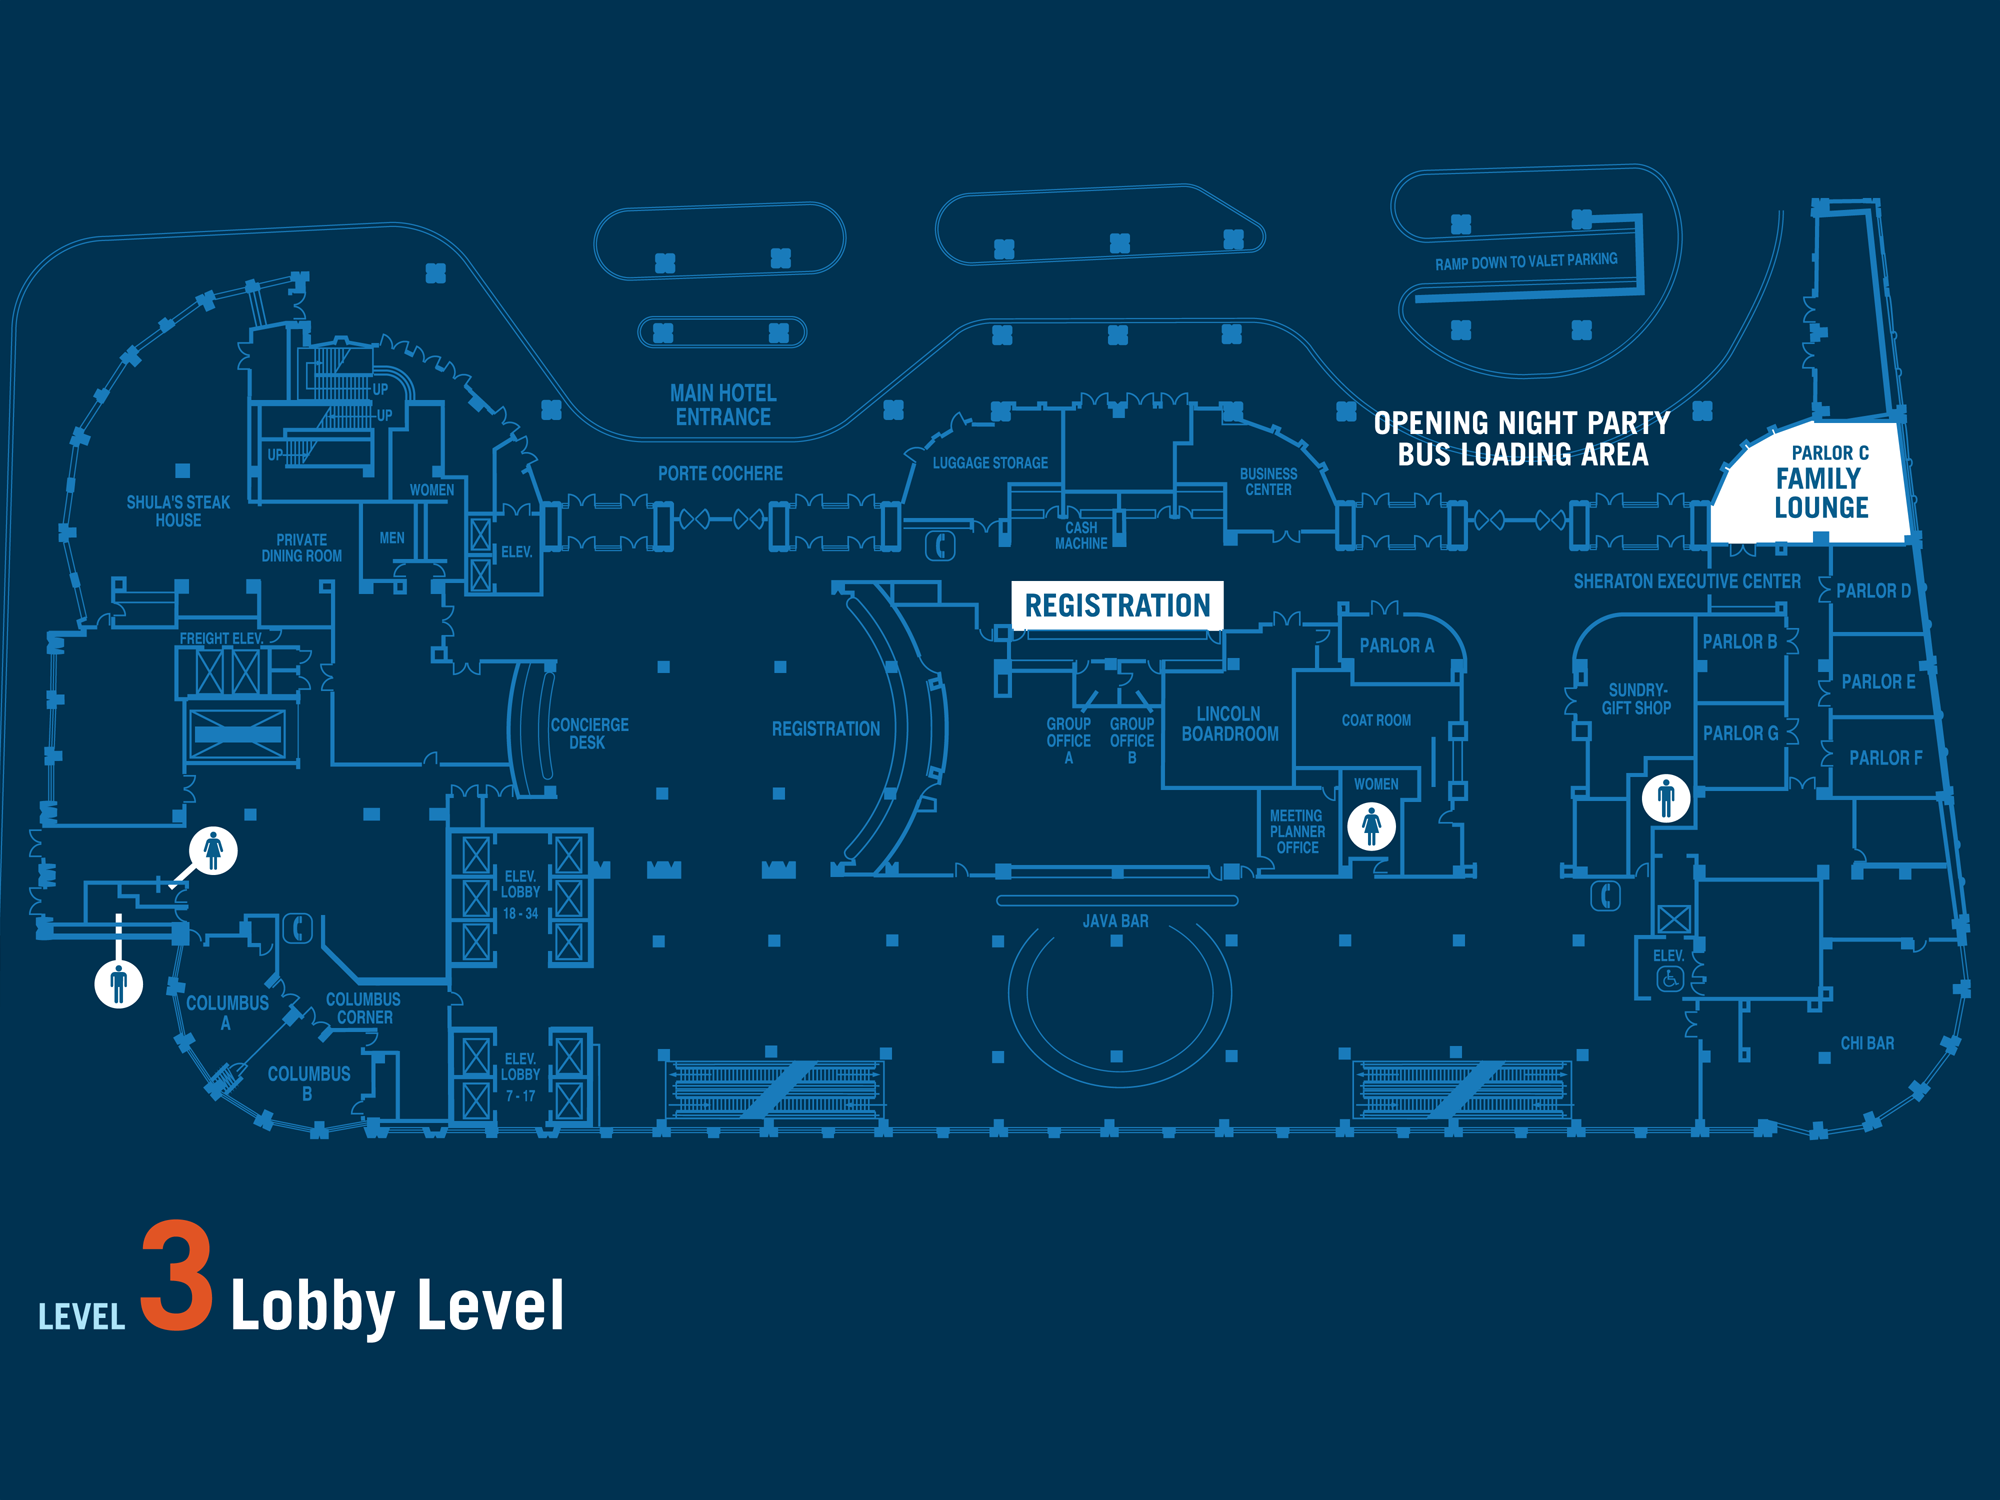 RAMP DOWN TO VALET PARKING
MAIN HOTEL
ENTRANCE
UP
UP
UP
OPENING NIGHT PARTY
BUS LOADING AREA
PORTE COCHERE
LUGGAGE STORAGE
BUSINESS
CENTER
PARLOR C
FAMILY
LOUNGE
SHULA'S STEAK
HOUSE
WOMEN
PRIVATE
DINING ROOM
MEN
ELEV.
CASH
MACHINE
SHERATON EXECUTIVE CENTER
PARLOR D
REGISTRATION
FREIGHT ELEV.
PARLOR A
PARLOR B
PARLOR E
SUNDRY-
GIFT SHOP
CONCIERGE
DESK
REGISTRATION
GROUP
OFFICE
A
GROUP
OFFICE
B
LINCOLN
BOARDROOM
COAT ROOM
PARLOR G
PARLOR F
WOMEN
MEETING
PLANNER
OFFICE
ELEV.
LOBBY
18 - 34
JAVA BAR
ELEV.
COLUMBUS
A
COLUMBUS
CORNER
COLUMBUS
B
ELEV.
LOBBY
7 - 17
CHI BAR
LEVEL 3 Lobby Level